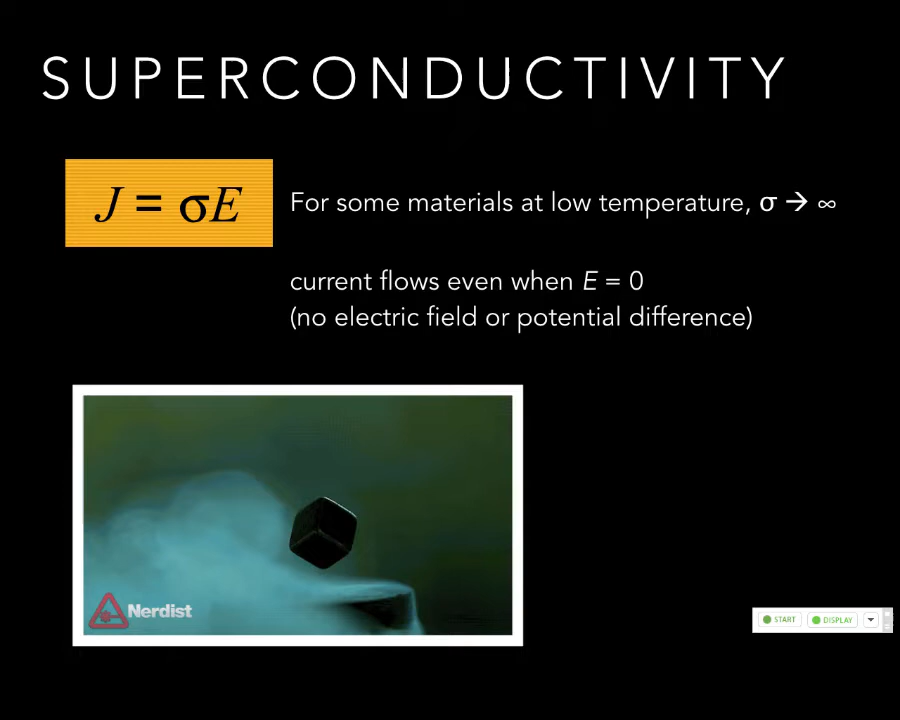 SUPERCONDUCTIVITY
J = σE
For some materials at low temperature, σ → ∞
current flows even when E = 0
(no electric field or potential difference)
Nerdist
START DISPLAY